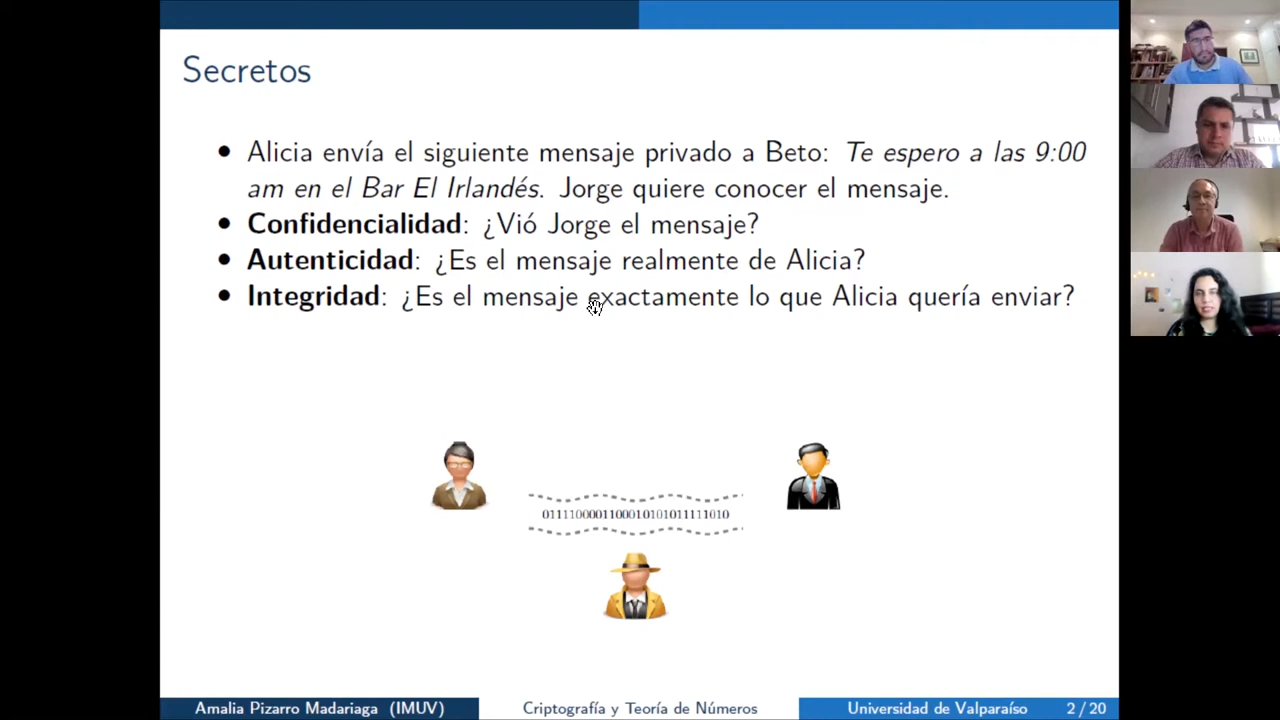 Secretos
• Alicia envía el siguiente mensaje privado a Beto: Te espero a las 9:00
am en el Bar El Irlandés. Jorge quiere conocer el mensaje.
• Confidencialidad: ¿Vió Jorge el mensaje?
• Autenticidad: ¿Es el mensaje realmente de Alicia?
• Integridad: ¿Es el mensaje exactamente lo que Alicia quería enviar?
01111000011000101010111111010
Amalia Pizarro Madariaga (IMUV) Criptografía y Teoría de Números Universidad de Valparaíso 2 / 20